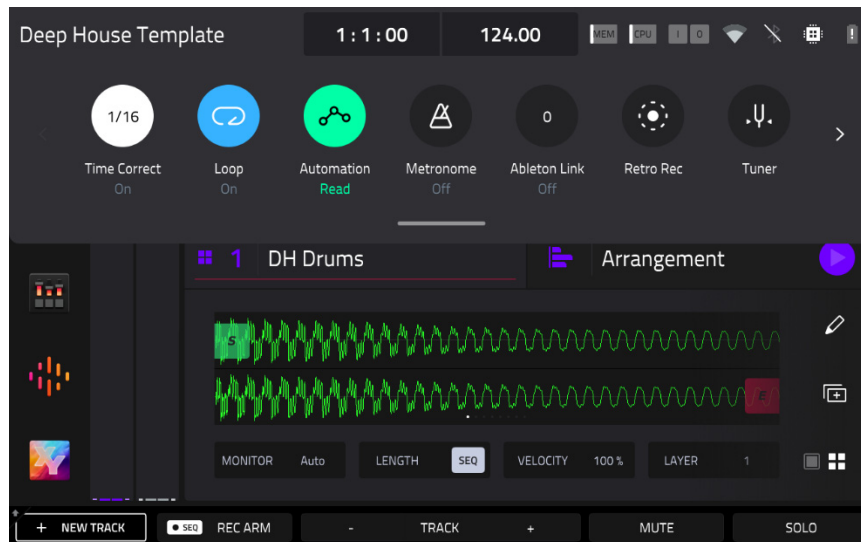 Deep House Template 1:1:00 124.00 MEM CPU I O
1/16 0
Time Correct Loop Automation Metronome Ableton Link Retro Rec Tuner
On On Read Off Off
1 DH Drums Arrangement
S
E
MONITOR Auto LENGTH SEQ VELOCITY 100 % LAYER 1
+ NEW TRACK SEQ REC ARM - TRACK + MUTE SOLO